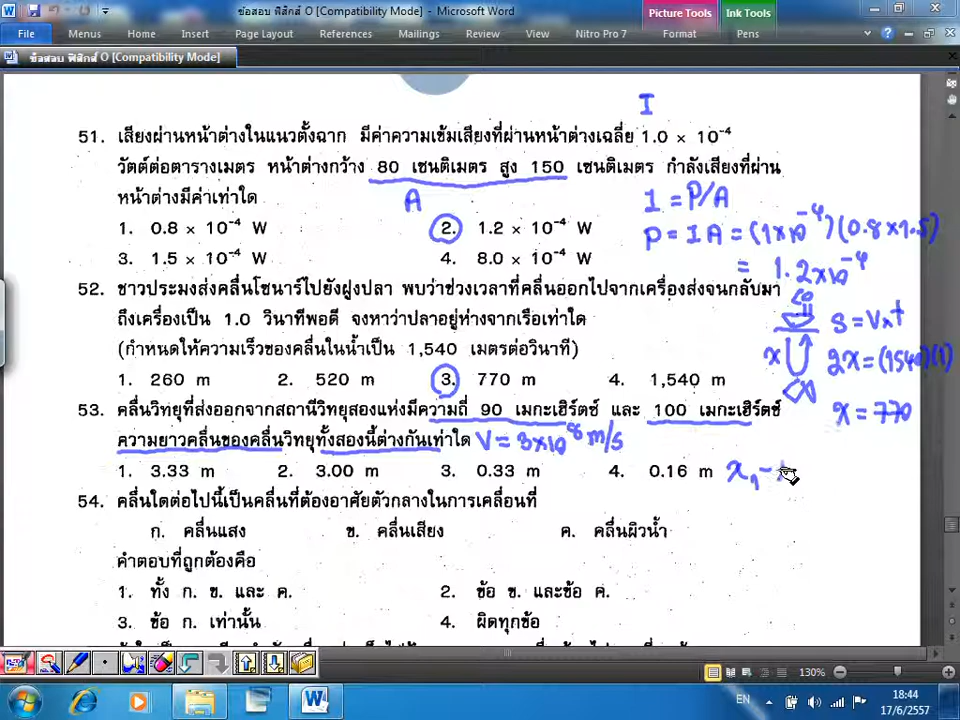 ข้อสอบ ฟิสิกส์ O [Compatibility Mode] - Microsoft Word
Picture Tools
Ink Tools
File Menus Home Insert Page Layout References Mailings Review View Nitro Pro 7 Format Pens
ข้อสอบ ฟิสิกส์ O [Compatibility Mode]
I
51. เสียงผ่านหน้าต่างในแนวตั้งฉาก มีค่าความเข้มเสียงที่ผ่านหน้าต่างเฉลี่ย 1.0 × 10⁻⁴
วัตต์ต่อตารางเมตร หน้าต่างกว้าง 80 เซนติเมตร สูง 150 เซนติเมตร กำลังเสียงที่ผ่าน
หน้าต่างมีค่าเท่าใด
A
I = P/A
1. 0.8 × 10⁻⁴ W 2. 1.2 × 10⁻⁴ W
P = IA = (1×10⁻⁴)(0.8×1.5)
3. 1.5 × 10⁻⁴ W 4. 8.0 × 10⁻⁴ W
= 1.2×10⁻⁴
52. ชาวประมงส่งคลื่นโซนาร์ไปยังฝูงปลา พบว่าช่วงเวลาที่คลื่นออกไปจากเครื่องส่งจนกลับมา
ถึงเครื่องเป็น 1.0 วินาทีพอดี จงหาว่าปลาอยู่ห่างจากเรือเท่าใด
S = V×t
(กำหนดให้ความเร็วของคลื่นในน้ำเป็น 1,540 เมตรต่อวินาที)
x
2x = (1540)(1)
1. 260 m 2. 520 m 3. 770 m 4. 1,540 m
x = 770
53. คลื่นวิทยุที่ส่งออกจากสถานีวิทยุสองแห่งมีความถี่ 90 เมกะเฮิร์ตซ์ และ 100 เมกะเฮิร์ตซ์
ความยาวคลื่นของคลื่นวิทยุทั้งสองนี้ต่างกันเท่าใด V = 3×10⁸ m/s
1. 3.33 m 2. 3.00 m 3. 0.33 m 4. 0.16 m
54. คลื่นใดต่อไปนี้เป็นคลื่นที่ต้องอาศัยตัวกลางในการเคลื่อนที่
ก. คลื่นแสง ข. คลื่นเสียง ค. คลื่นผิวน้ำ
คำตอบที่ถูกต้องคือ
1. ทั้ง ก. ข. และ ค. 2. ข้อ ข. และข้อ ค.
3. ข้อ ก. เท่านั้น 4. ผิดทุกข้อ
130%
EN
18:44
17/6/2557